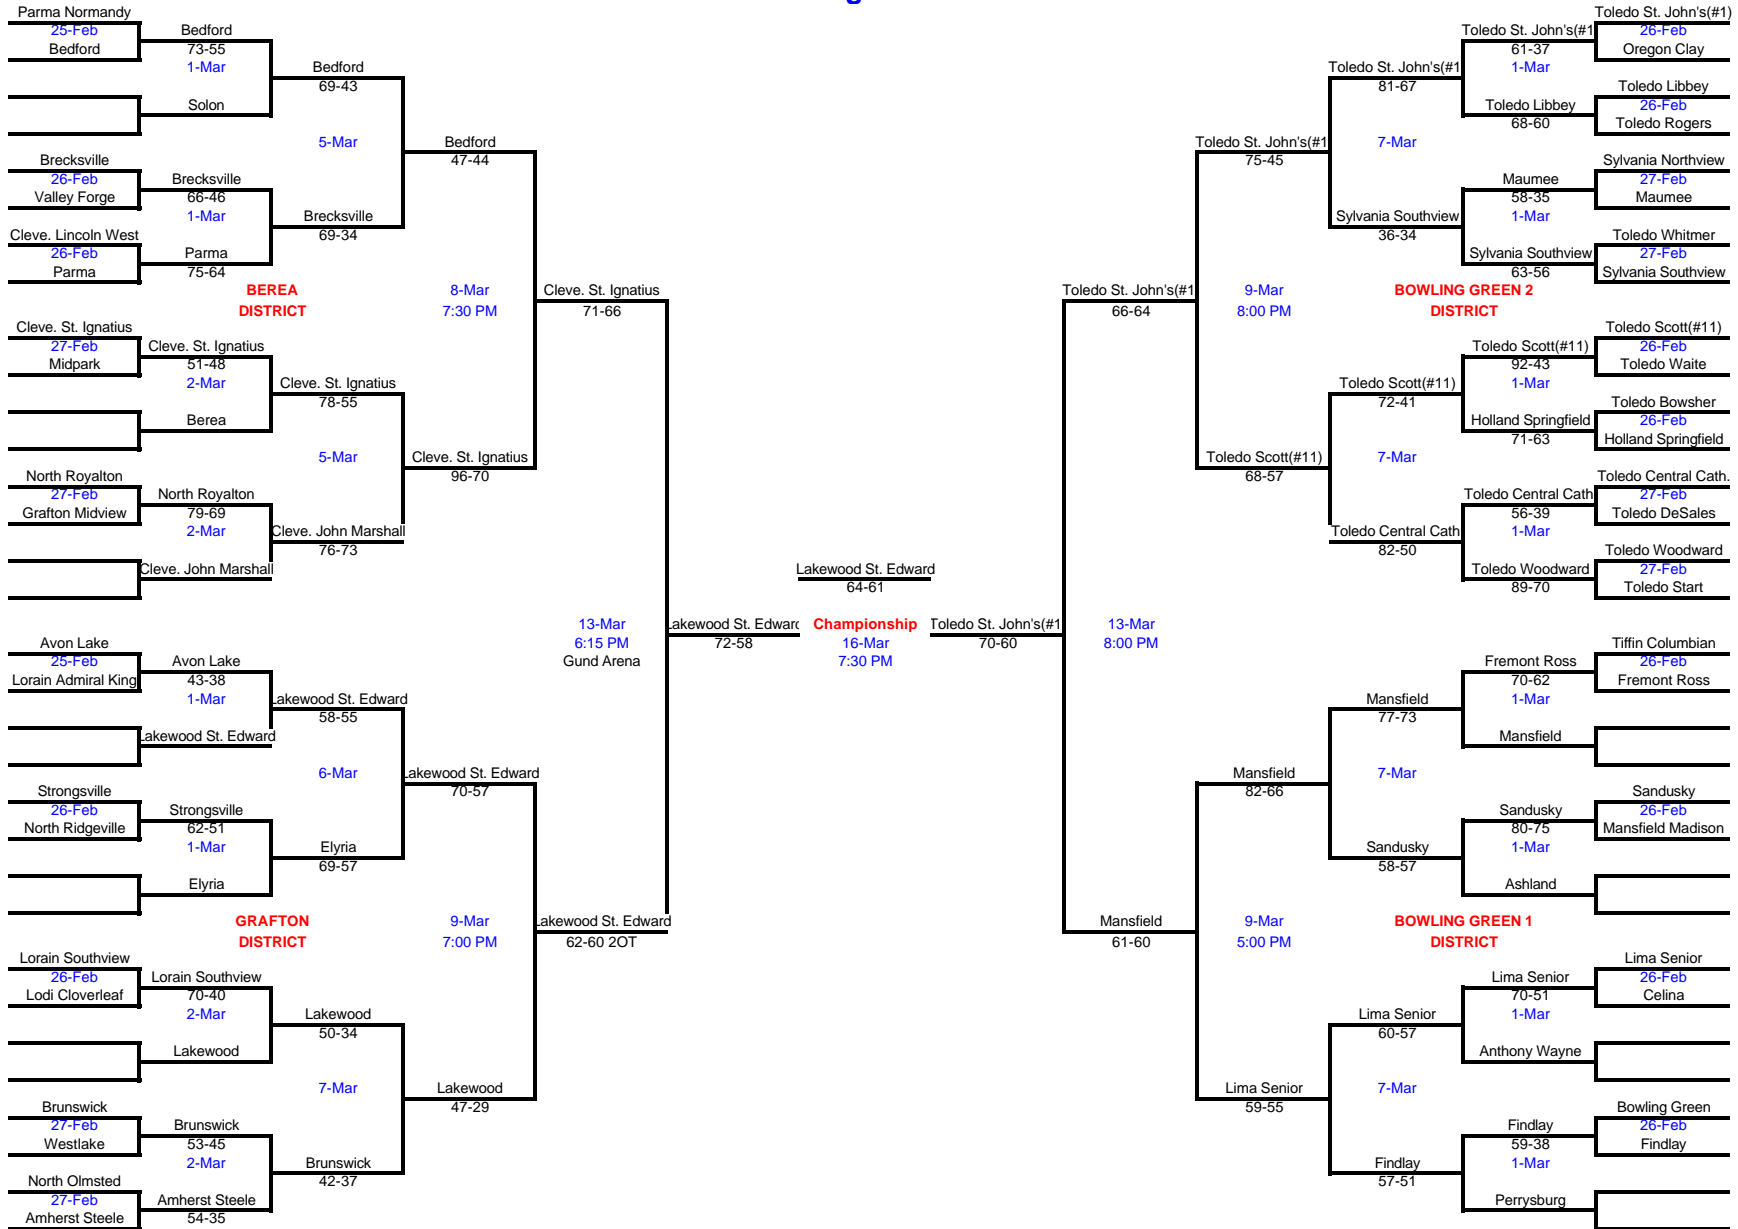 Parma Normandy
25-Feb
Bedford
Bedford
73-55
1-Mar
Solon
Bedford
69-43
5-Mar
Brecksville
26-Feb
Valley Forge
Brecksville
66-46
1-Mar
Cleve. Lincoln West
26-Feb
Parma
Parma
75-64
Brecksville
69-34
Bedford
47-44
BEREA
DISTRICT
8-Mar
7:30 PM
Cleve. St. Ignatius
71-66
Cleve. St. Ignatius
27-Feb
Midpark
Cleve. St. Ignatius
51-48
2-Mar
Berea
Cleve. St. Ignatius
78-55
5-Mar
Cleve. St. Ignatius
96-70
North Royalton
27-Feb
Grafton Midview
North Royalton
79-69
2-Mar
Cleve. John Marshall
Cleve. John Marshall
76-73
13-Mar
6:15 PM
Gund Arena
Lakewood St. Edward
72-58
Avon Lake
25-Feb
Lorain Admiral King
Avon Lake
43-38
1-Mar
Lakewood St. Edward
Lakewood St. Edward
58-55
6-Mar
Lakewood St. Edward
70-57
Strongsville
26-Feb
North Ridgeville
Strongsville
62-51
1-Mar
Elyria
Elyria
69-57
GRAFTON
DISTRICT
9-Mar
7:00 PM
Lakewood St. Edward
62-60 2OT
Lorain Southview
26-Feb
Lodi Cloverleaf
Lorain Southview
70-40
2-Mar
Lakewood
Lakewood
50-34
7-Mar
Lakewood
47-29
Brunswick
27-Feb
Westlake
Brunswick
53-45
2-Mar
North Olmsted
27-Feb
Amherst Steele
Amherst Steele
54-35
Brunswick
42-37
Lakewood St. Edward
64-61
Championship
16-Mar
7:30 PM
Toledo St. John's(#1
70-60
13-Mar
8:00 PM
Toledo St. John's(#1
66-64
Toledo St. John's(#1
75-45
Toledo St. John's(#1
81-67
7-Mar
Toledo St. John's(#1
61-37
1-Mar
Toledo St. John's(#1)
26-Feb
Oregon Clay
Toledo Libbey
68-60
Toledo Libbey
26-Feb
Toledo Rogers
Sylvania Southview
36-34
Maumee
58-35
1-Mar
Sylvania Northview
27-Feb
Maumee
Sylvania Southview
63-56
Toledo Whitmer
27-Feb
Sylvania Southview
9-Mar
8:00 PM
BOWLING GREEN 2
DISTRICT
Toledo Scott(#11)
68-57
Toledo Scott(#11)
72-41
7-Mar
Toledo Scott(#11)
92-43
1-Mar
Toledo Scott(#11)
26-Feb
Toledo Waite
Holland Springfield
71-63
Toledo Bowsher
26-Feb
Holland Springfield
Toledo Central Cath
82-50
Toledo Central Cath
56-39
1-Mar
Toledo Central Cath.
27-Feb
Toledo DeSales
Toledo Woodward
89-70
Toledo Woodward
27-Feb
Toledo Start
Mansfield
61-60
Mansfield
82-66
Mansfield
77-73
7-Mar
Fremont Ross
70-62
1-Mar
Tiffin Columbian
26-Feb
Fremont Ross
Mansfield
Sandusky
58-57
Sandusky
80-75
1-Mar
Sandusky
26-Feb
Mansfield Madison
Ashland
9-Mar
5:00 PM
BOWLING GREEN 1
DISTRICT
Lima Senior
59-55
Lima Senior
60-57
7-Mar
Lima Senior
70-51
1-Mar
Lima Senior
26-Feb
Celina
Anthony Wayne
Findlay
57-51
Findlay
59-38
1-Mar
Bowling Green
26-Feb
Findlay
Perrysburg